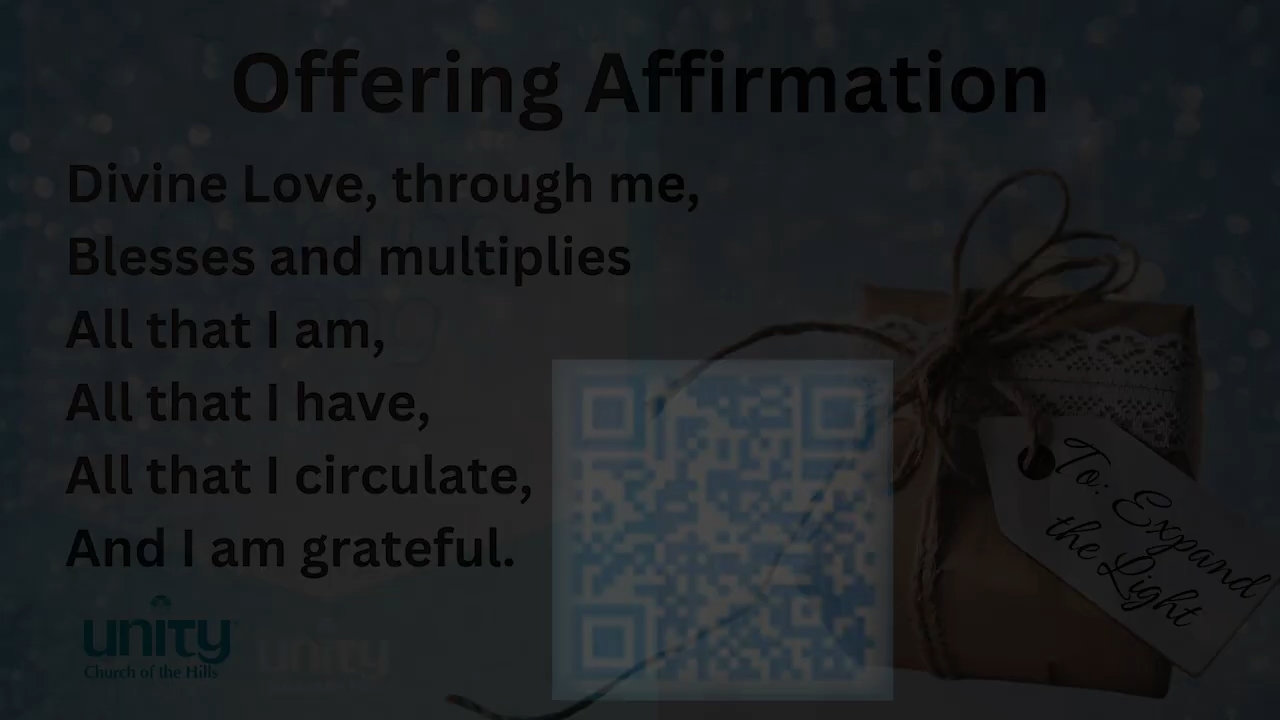 Offering Affirmation
Divine Love, through me,
Blesses and multiplies
All that I am,
All that I have,
All that I circulate,
And I am grateful.
To: Expand
the Light
unity
Church of the Hills
unity